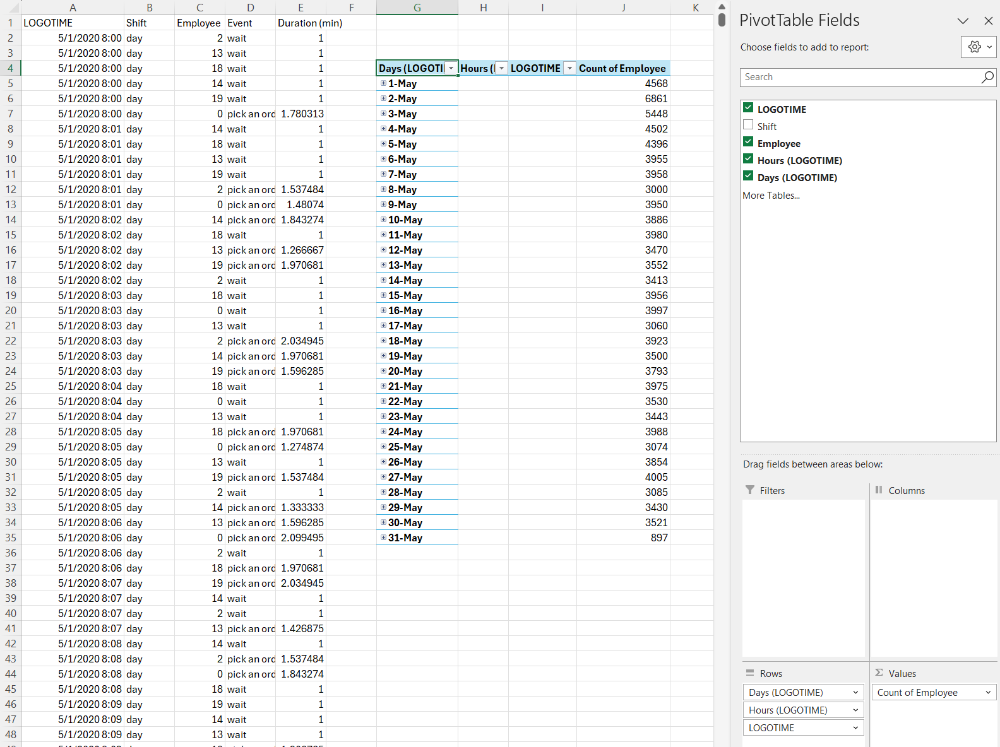 A B C D E F G H I J K
1 LOGOTIME Shift Employee Event Duration (min)
2 5/1/2020 8:00 day 2 wait 1
3 5/1/2020 8:00 day 13 wait 1
4 5/1/2020 8:00 day 18 wait 1 Days (LOGOTI Hours ( LOGOTIME Count of Employee
5 5/1/2020 8:00 day 14 wait 1 1-May 4568
6 5/1/2020 8:00 day 19 wait 1 2-May 6861
7 5/1/2020 8:00 day 0 pick an ord 1.780313 3-May 5448
8 5/1/2020 8:01 day 14 wait 1 4-May 4502
9 5/1/2020 8:01 day 18 wait 1 5-May 4396
10 5/1/2020 8:01 day 13 wait 1 6-May 3955
11 5/1/2020 8:01 day 19 wait 1 7-May 3958
12 5/1/2020 8:01 day 2 pick an ord 1.537484 8-May 3000
13 5/1/2020 8:01 day 0 pick an ord 1.48074 9-May 3950
14 5/1/2020 8:02 day 14 pick an ord 1.843274 10-May 3886
15 5/1/2020 8:02 day 18 wait 1 11-May 3980
16 5/1/2020 8:02 day 13 pick an ord 1.266667 12-May 3470
17 5/1/2020 8:02 day 19 pick an ord 1.970681 13-May 3552
18 5/1/2020 8:02 day 2 wait 1 14-May 3413
19 5/1/2020 8:03 day 18 wait 1 15-May 3956
20 5/1/2020 8:03 day 0 wait 1 16-May 3997
21 5/1/2020 8:03 day 13 wait 1 17-May 3060
22 5/1/2020 8:03 day 2 pick an ord 2.034945 18-May 3923
23 5/1/2020 8:03 day 14 pick an ord 1.970681 19-May 3500
24 5/1/2020 8:03 day 19 pick an ord 1.596285 20-May 3793
25 5/1/2020 8:04 day 18 wait 1 21-May 3975
26 5/1/2020 8:04 day 0 wait 1 22-May 3530
27 5/1/2020 8:04 day 13 wait 1 23-May 3443
28 5/1/2020 8:05 day 18 pick an ord 1.970681 24-May 3988
29 5/1/2020 8:05 day 0 pick an ord 1.274874 25-May 3074
30 5/1/2020 8:05 day 13 wait 1 26-May 3854
31 5/1/2020 8:05 day 19 pick an ord 1.537484 27-May 4005
32 5/1/2020 8:05 day 2 wait 1 28-May 3085
33 5/1/2020 8:05 day 14 pick an ord 1.333333 29-May 3430
34 5/1/2020 8:06 day 13 pick an ord 1.596285 30-May 3521
35 5/1/2020 8:06 day 0 pick an ord 2.099495 31-May 897
36 5/1/2020 8:06 day 2 wait 1
37 5/1/2020 8:06 day 18 pick an ord 1.970681
38 5/1/2020 8:07 day 19 pick an ord 2.034945
39 5/1/2020 8:07 day 14 wait 1
40 5/1/2020 8:07 day 2 wait 1
41 5/1/2020 8:07 day 13 pick an ord 1.426875
42 5/1/2020 8:08 day 14 wait 1
43 5/1/2020 8:08 day 2 pick an ord 1.537484
44 5/1/2020 8:08 day 0 pick an ord 1.843274
45 5/1/2020 8:08 day 18 wait 1
46 5/1/2020 8:09 day 19 wait 1
47 5/1/2020 8:09 day 14 wait 1
48 5/1/2020 8:09 day 13 wait 1
PivotTable Fields
Choose fields to add to report:
Search
LOGOTIME
Shift
Employee
Hours (LOGOTIME)
Days (LOGOTIME)
More Tables...
Drag fields between areas below:
Filters
Columns
Rows
Days (LOGOTIME)
Hours (LOGOTIME)
LOGOTIME
Values
Count of Employee